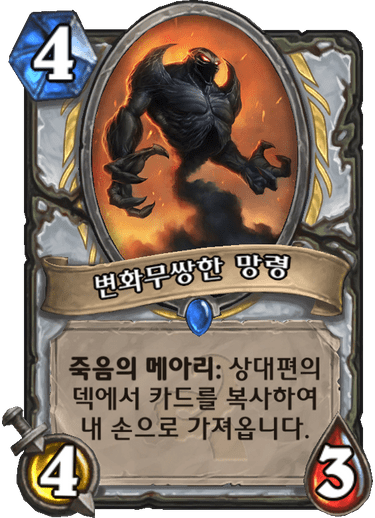 4
변화무쌍한 망령
죽음의 메아리: 상대편의
덱에서 카드를 복사하여
내 손으로 가져옵니다.
4
3